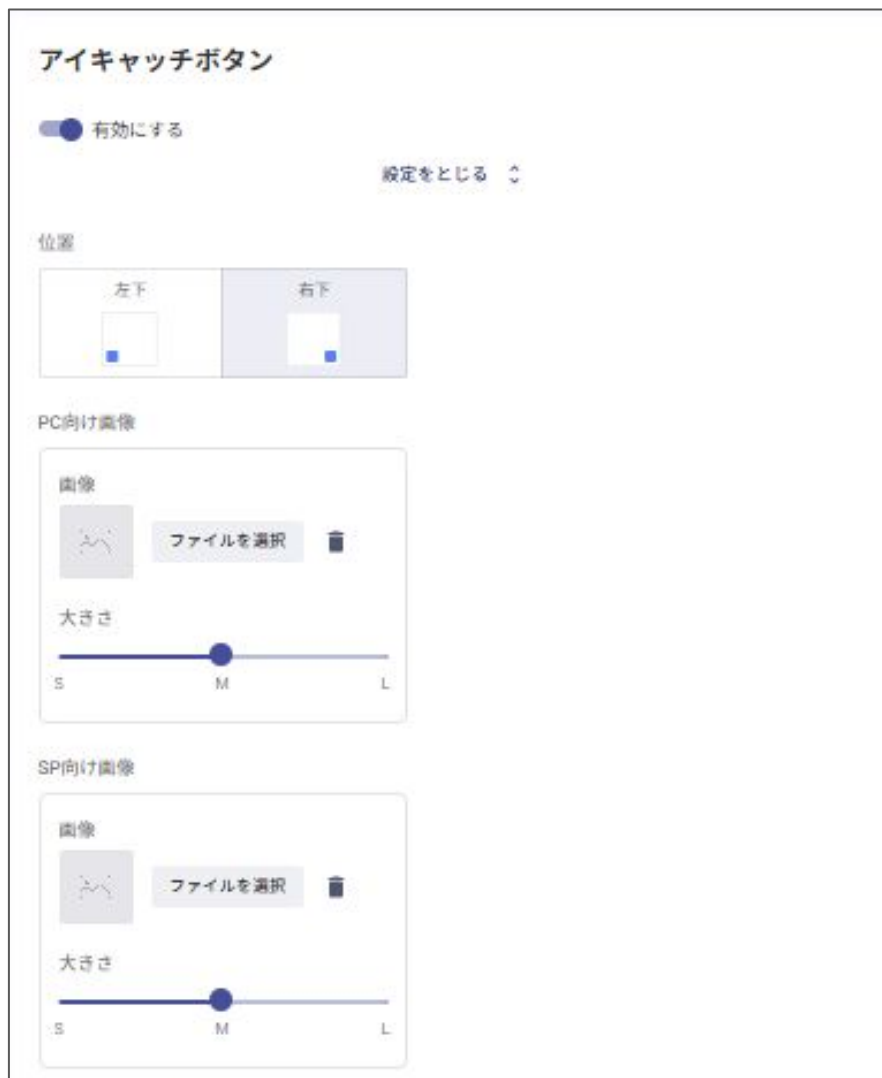 アイキャッチボタン
有効にする
設定をとじる
位置
左下 右下
PC向け画像
画像
ファイルを選択
大きさ
S M L
SP向け画像
画像
ファイルを選択
大きさ
S M L